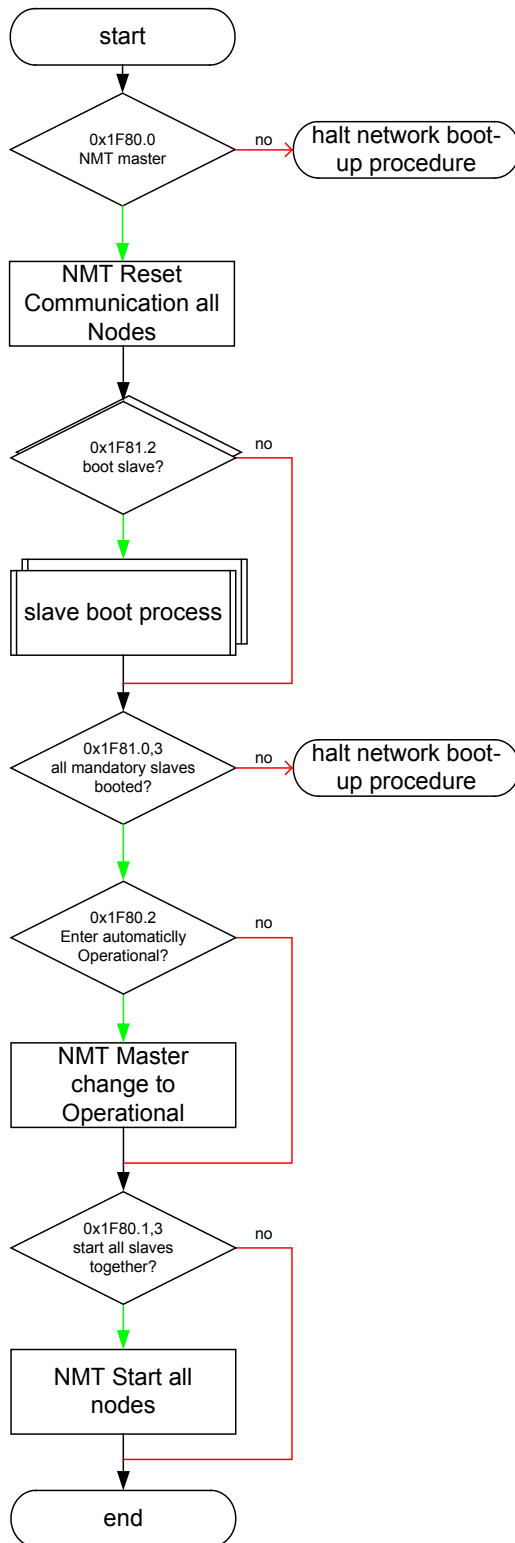 start
0x1F80.0
NMT master
no
halt network boot-
up procedure
NMT Reset
Communication all
Nodes
0x1F81.2
boot slave?
no
slave boot process
0x1F81.0,3
all mandatory slaves
booted?
no
halt network boot-
up procedure
0x1F80.2
Enter automaticlly
Operational?
no
NMT Master
change to
Operational
0x1F80.1,3
start all slaves
together?
no
NMT Start all
nodes
end